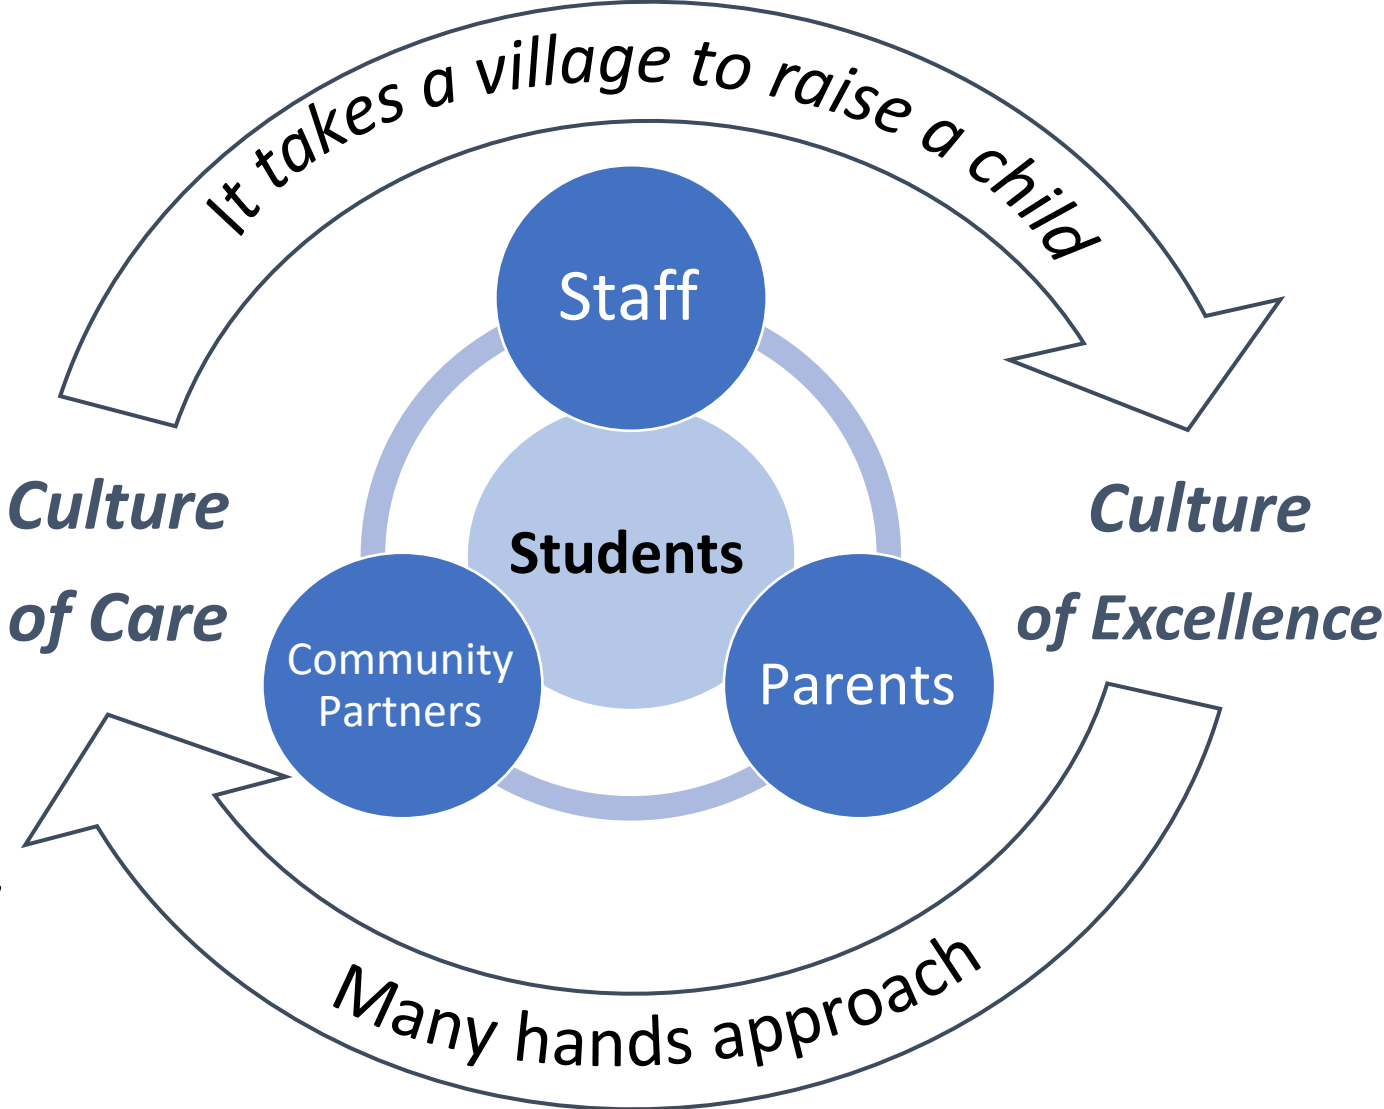 It takes a village to raise a child
Staff
Students
Culture
of Care
Culture
of Excellence
Community
Partners
Parents
Many hands approach